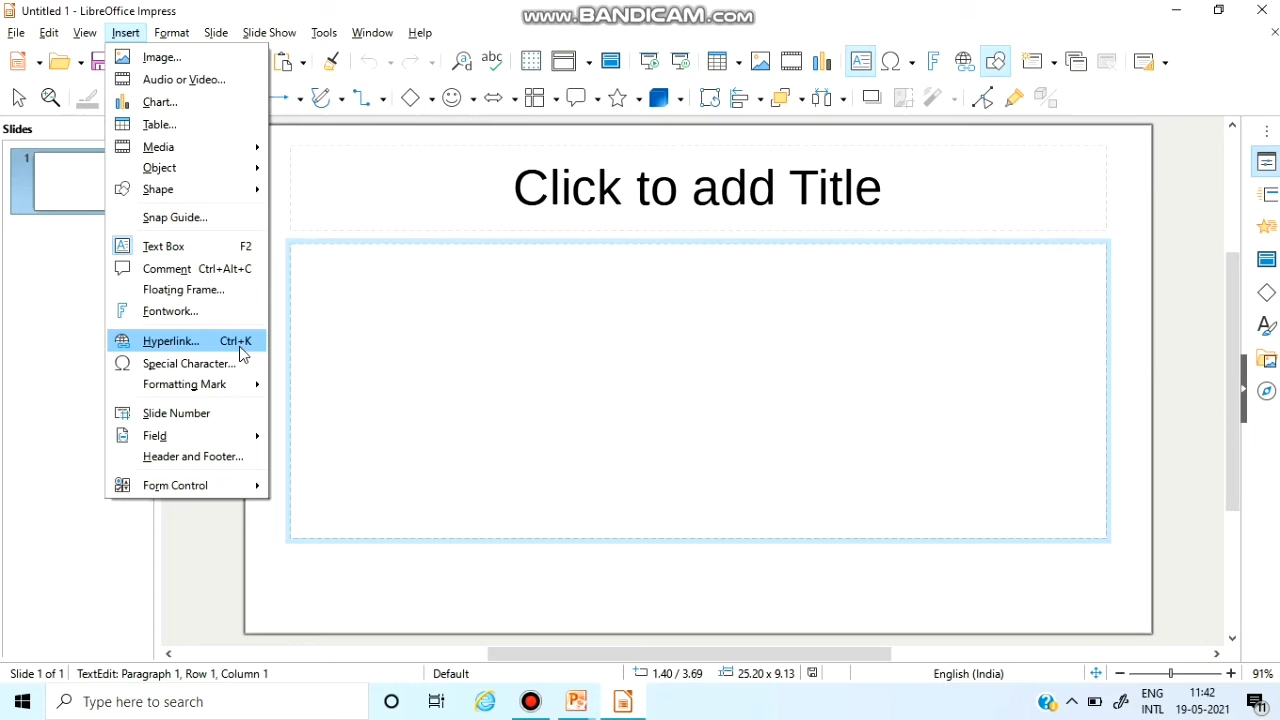 Untitled 1 - LibreOffice Impress
www.BANDICAM.com
File Edit View Insert Format Slide Slide Show Tools Window Help
Image...
Audio or Video...
Chart...
Table...
Media
Object
Shape
Snap Guide...
Text Box F2
Comment Ctrl+Alt+C
Floating Frame...
Fontwork...
Hyperlink... Ctrl+K
Special Character...
Formatting Mark
Slide Number
Field
Header and Footer...
Form Control
Slides
1
Click to add Title
Slide 1 of 1 TextEdit: Paragraph 1, Row 1, Column 1 Default 1.40 / 3.69 25.20 x 9.13 English (India) 91%
Type here to search
ENG
INTL
11:42
19-05-2021
11